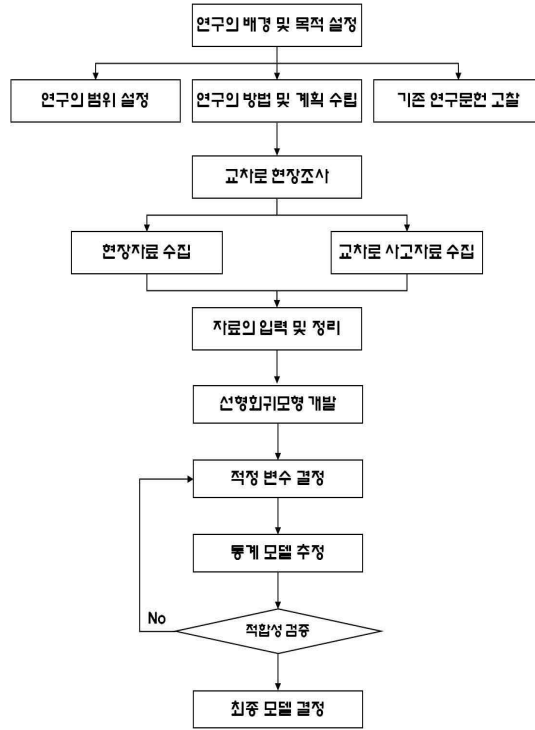 연구의 배경 및 목적 설정
연구의 범위 설정
연구의 방법 및 계획 수립
기존 연구문헌 고찰
교차로 현장조사
현장자료 수집
교차로 사고자료 수집
자료의 입력 및 정리
선형회귀모형 개발
적정 변수 결정
통계 모델 추정
No
적합성 검증
최종 모델 결정